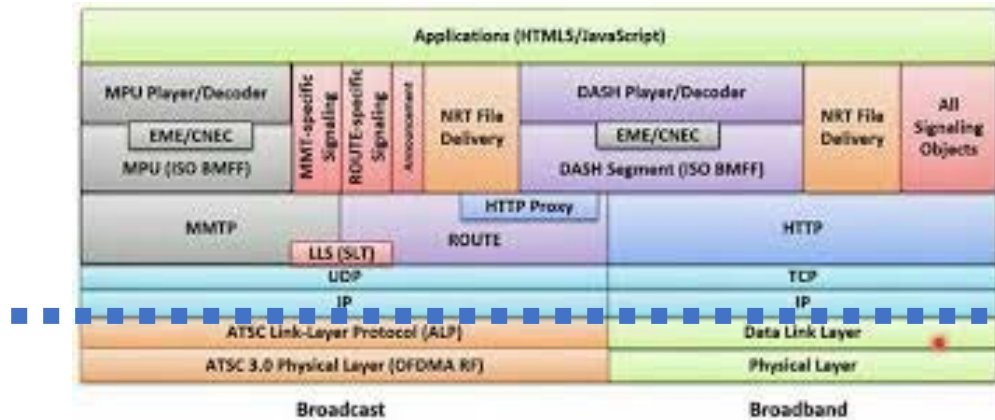 Applications (HTML5/JavaScript)
MPU Player/Decoder
EME/CNEC
MPU (ISO BMFF)
MMT-specific
Signaling
ROUTE-specific
Signaling
Announcement
NRT File
Delivery
DASH Player/Decoder
EME/CNEC
DASH Segment (ISO BMFF)
NRT File
Delivery
All
Signaling
Objects
MMTP
LLS (SLT)
HTTP Proxy
ROUTE
HTTP
UDP
TCP
IP
IP
ATSC Link-Layer Protocol (ALP)
Data Link Layer
ATSC 3.0 Physical Layer (OFDMA RF)
Physical Layer
Broadcast
Broadband